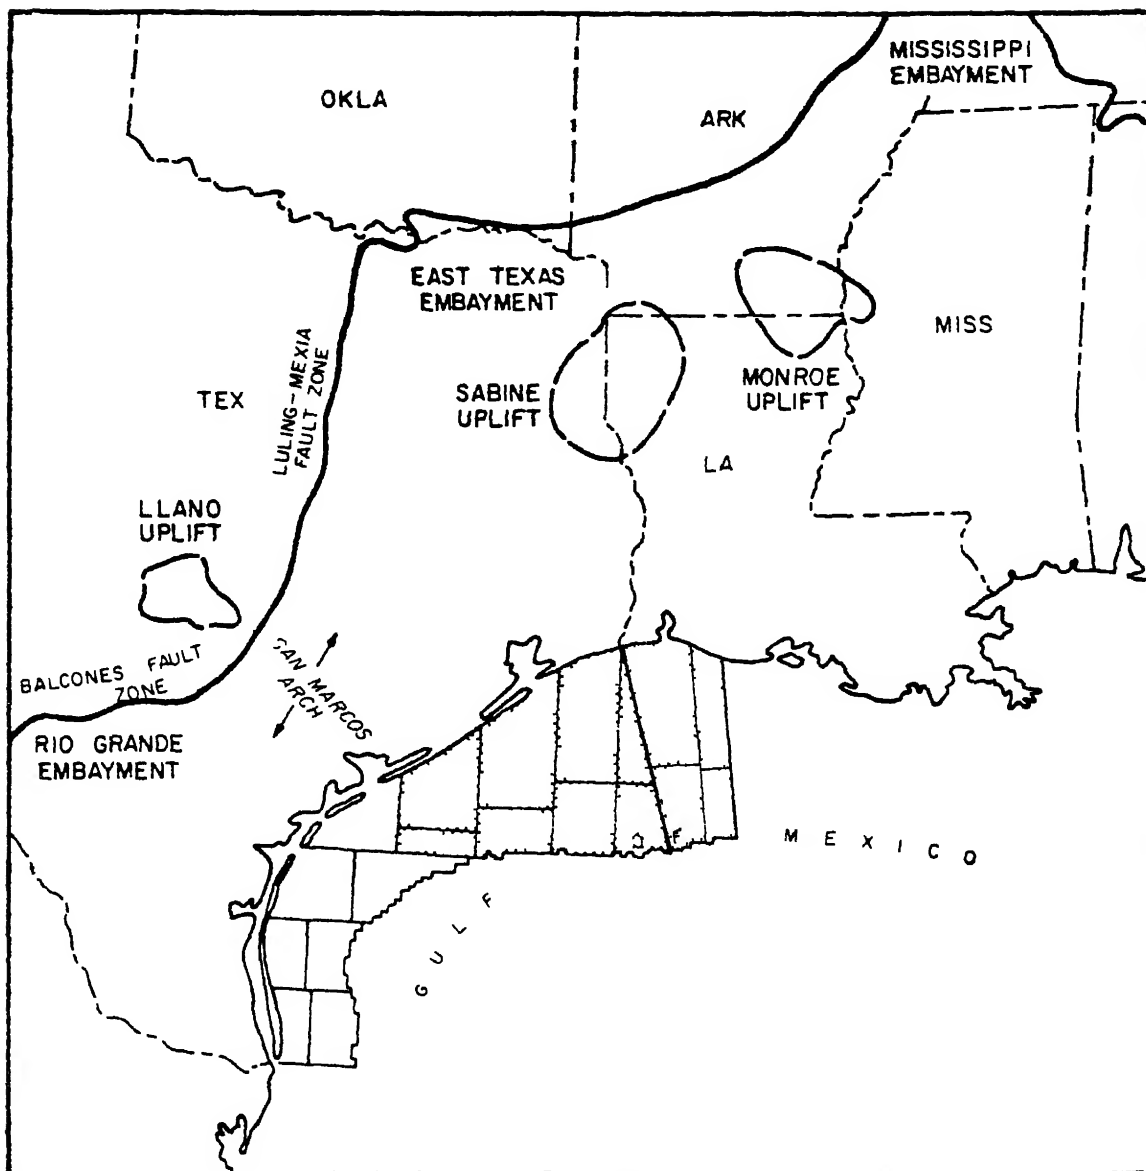 MISSISSIPPI
EMBAYMENT
OKLA
ARK
EAST TEXAS
EMBAYMENT
LULING-MEXIA
FAULT ZONE
TEX
SABINE
UPLIFT
MONROE
UPLIFT
MISS
LA
LLANO
UPLIFT
BALCONES FAULT
ZONE
SAN MARCOS
ARCH
RIO GRANDE
EMBAYMENT
GULF
OF
MEXICO